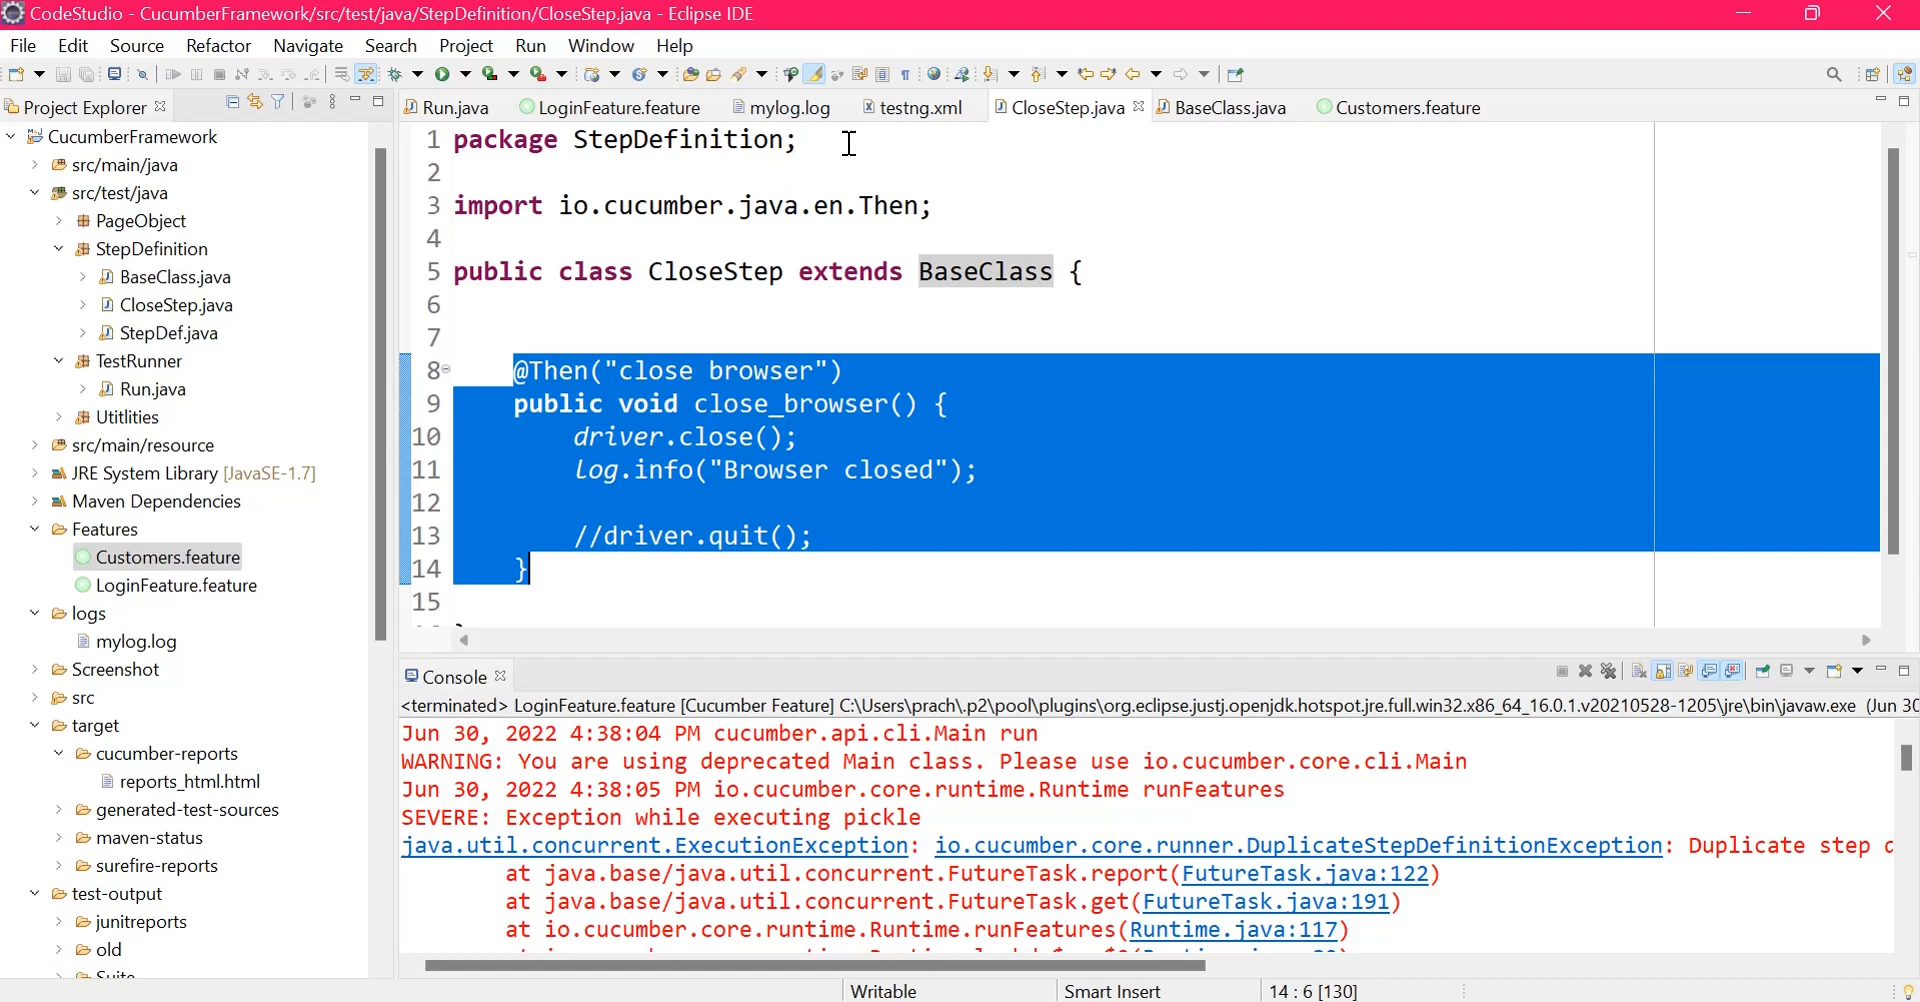 CodeStudio - CucumberFramework/src/test/java/StepDefinition/CloseStep.java - Eclipse IDE
File Edit Source Refactor Navigate Search Project Run Window Help
Project Explorer
Run.java LoginFeature.feature mylog.log testng.xml CloseStep.java BaseClass.java Customers.feature
CucumberFramework
src/main/java
src/test/java
PageObject
StepDefinition
BaseClass.java
CloseStep.java
StepDef.java
TestRunner
Run.java
Utitlities
src/main/resource
JRE System Library [JavaSE-1.7]
Maven Dependencies
Features
Customers.feature
LoginFeature.feature
logs
mylog.log
Screenshot
src
target
cucumber-reports
reports_html.html
generated-test-sources
maven-status
surefire-reports
test-output
junitreports
old
Suite
1 package StepDefinition;
2
3 import io.cucumber.java.en.Then;
4
5 public class CloseStep extends BaseClass {
6
7
8 @Then("close browser")
9 public void close_browser() {
10 driver.close();
11 log.info("Browser closed");
12
13 //driver.quit();
14 }
15
Console
<terminated> LoginFeature.feature [Cucumber Feature] C:\Users\prach\.p2\pool\plugins\org.eclipse.justj.openjdk.hotspot.jre.full.win32.x86_64_16.0.1.v20210528-1205\jre\bin\javaw.exe (Jun 30
Jun 30, 2022 4:38:04 PM cucumber.api.cli.Main run
WARNING: You are using deprecated Main class. Please use io.cucumber.core.cli.Main
Jun 30, 2022 4:38:05 PM io.cucumber.core.runtime.Runtime runFeatures
SEVERE: Exception while executing pickle
java.util.concurrent.ExecutionException: io.cucumber.core.runner.DuplicateStepDefinitionException: Duplicate step
at java.base/java.util.concurrent.FutureTask.report(FutureTask.java:122)
at java.base/java.util.concurrent.FutureTask.get(FutureTask.java:191)
at io.cucumber.core.runtime.Runtime.runFeatures(Runtime.java:117)
Writable Smart Insert 14 : 6 [130]